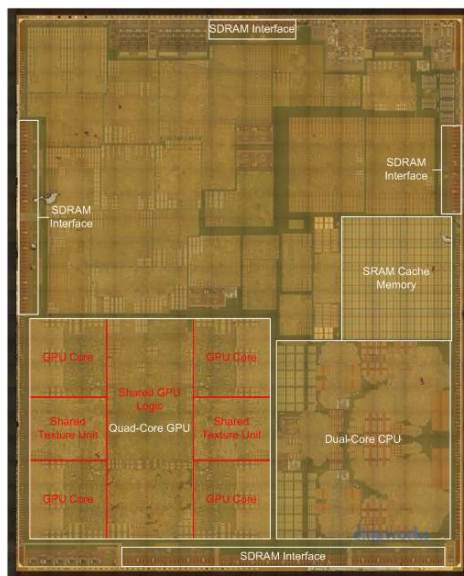 SDRAM Interface
SDRAM
Interface
SDRAM
Interface
SRAM Cache
Memory
GPU Core
GPU Core
Shared GPU
Logic
Shared
Texture Unit
Quad-Core GPU
Shared
Texture Unit
Dual-Core CPU
GPU Core
GPU Core
chipworks
SDRAM Interface